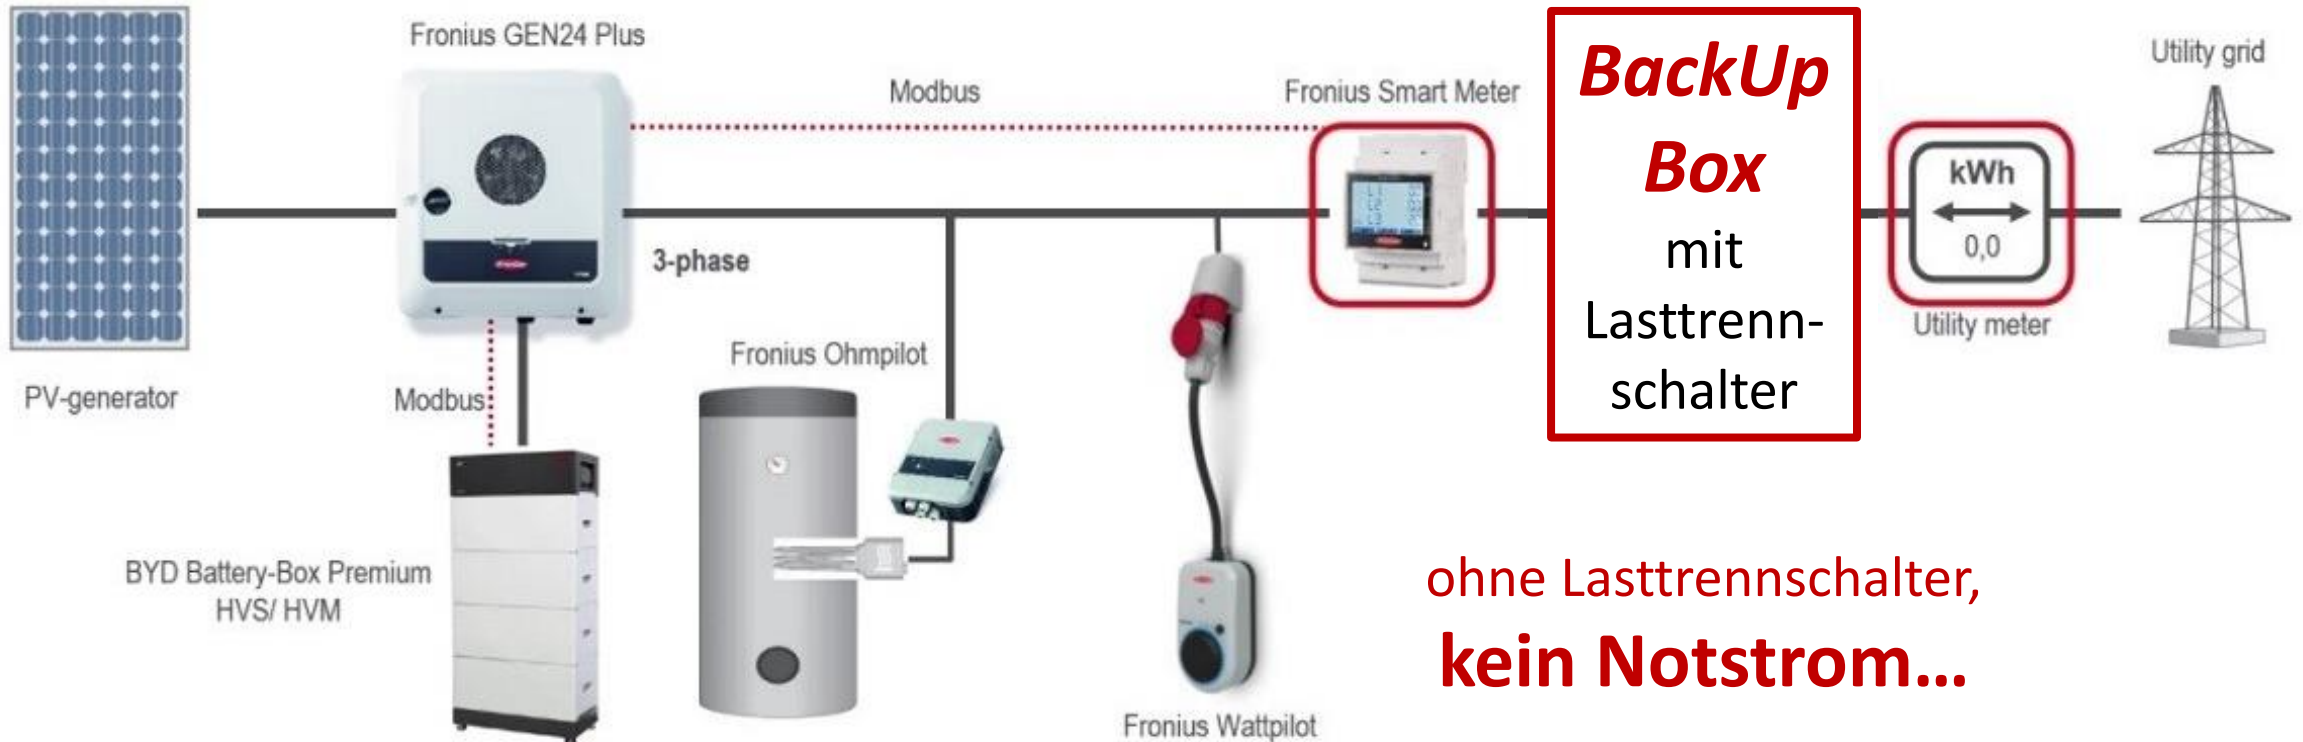 Fronius GEN24 Plus
Modbus
Fronius Smart Meter
BackUp
Box
mit
Lasttrenn-
schalter
Utility grid
kWh
0,0
Utility meter
3-phase
PV-generator
Modbus
Fronius Ohmpilot
BYD Battery-Box Premium
HVS/ HVM
Fronius Wattpilot
ohne Lasttrennschalter,
kein Notstrom...